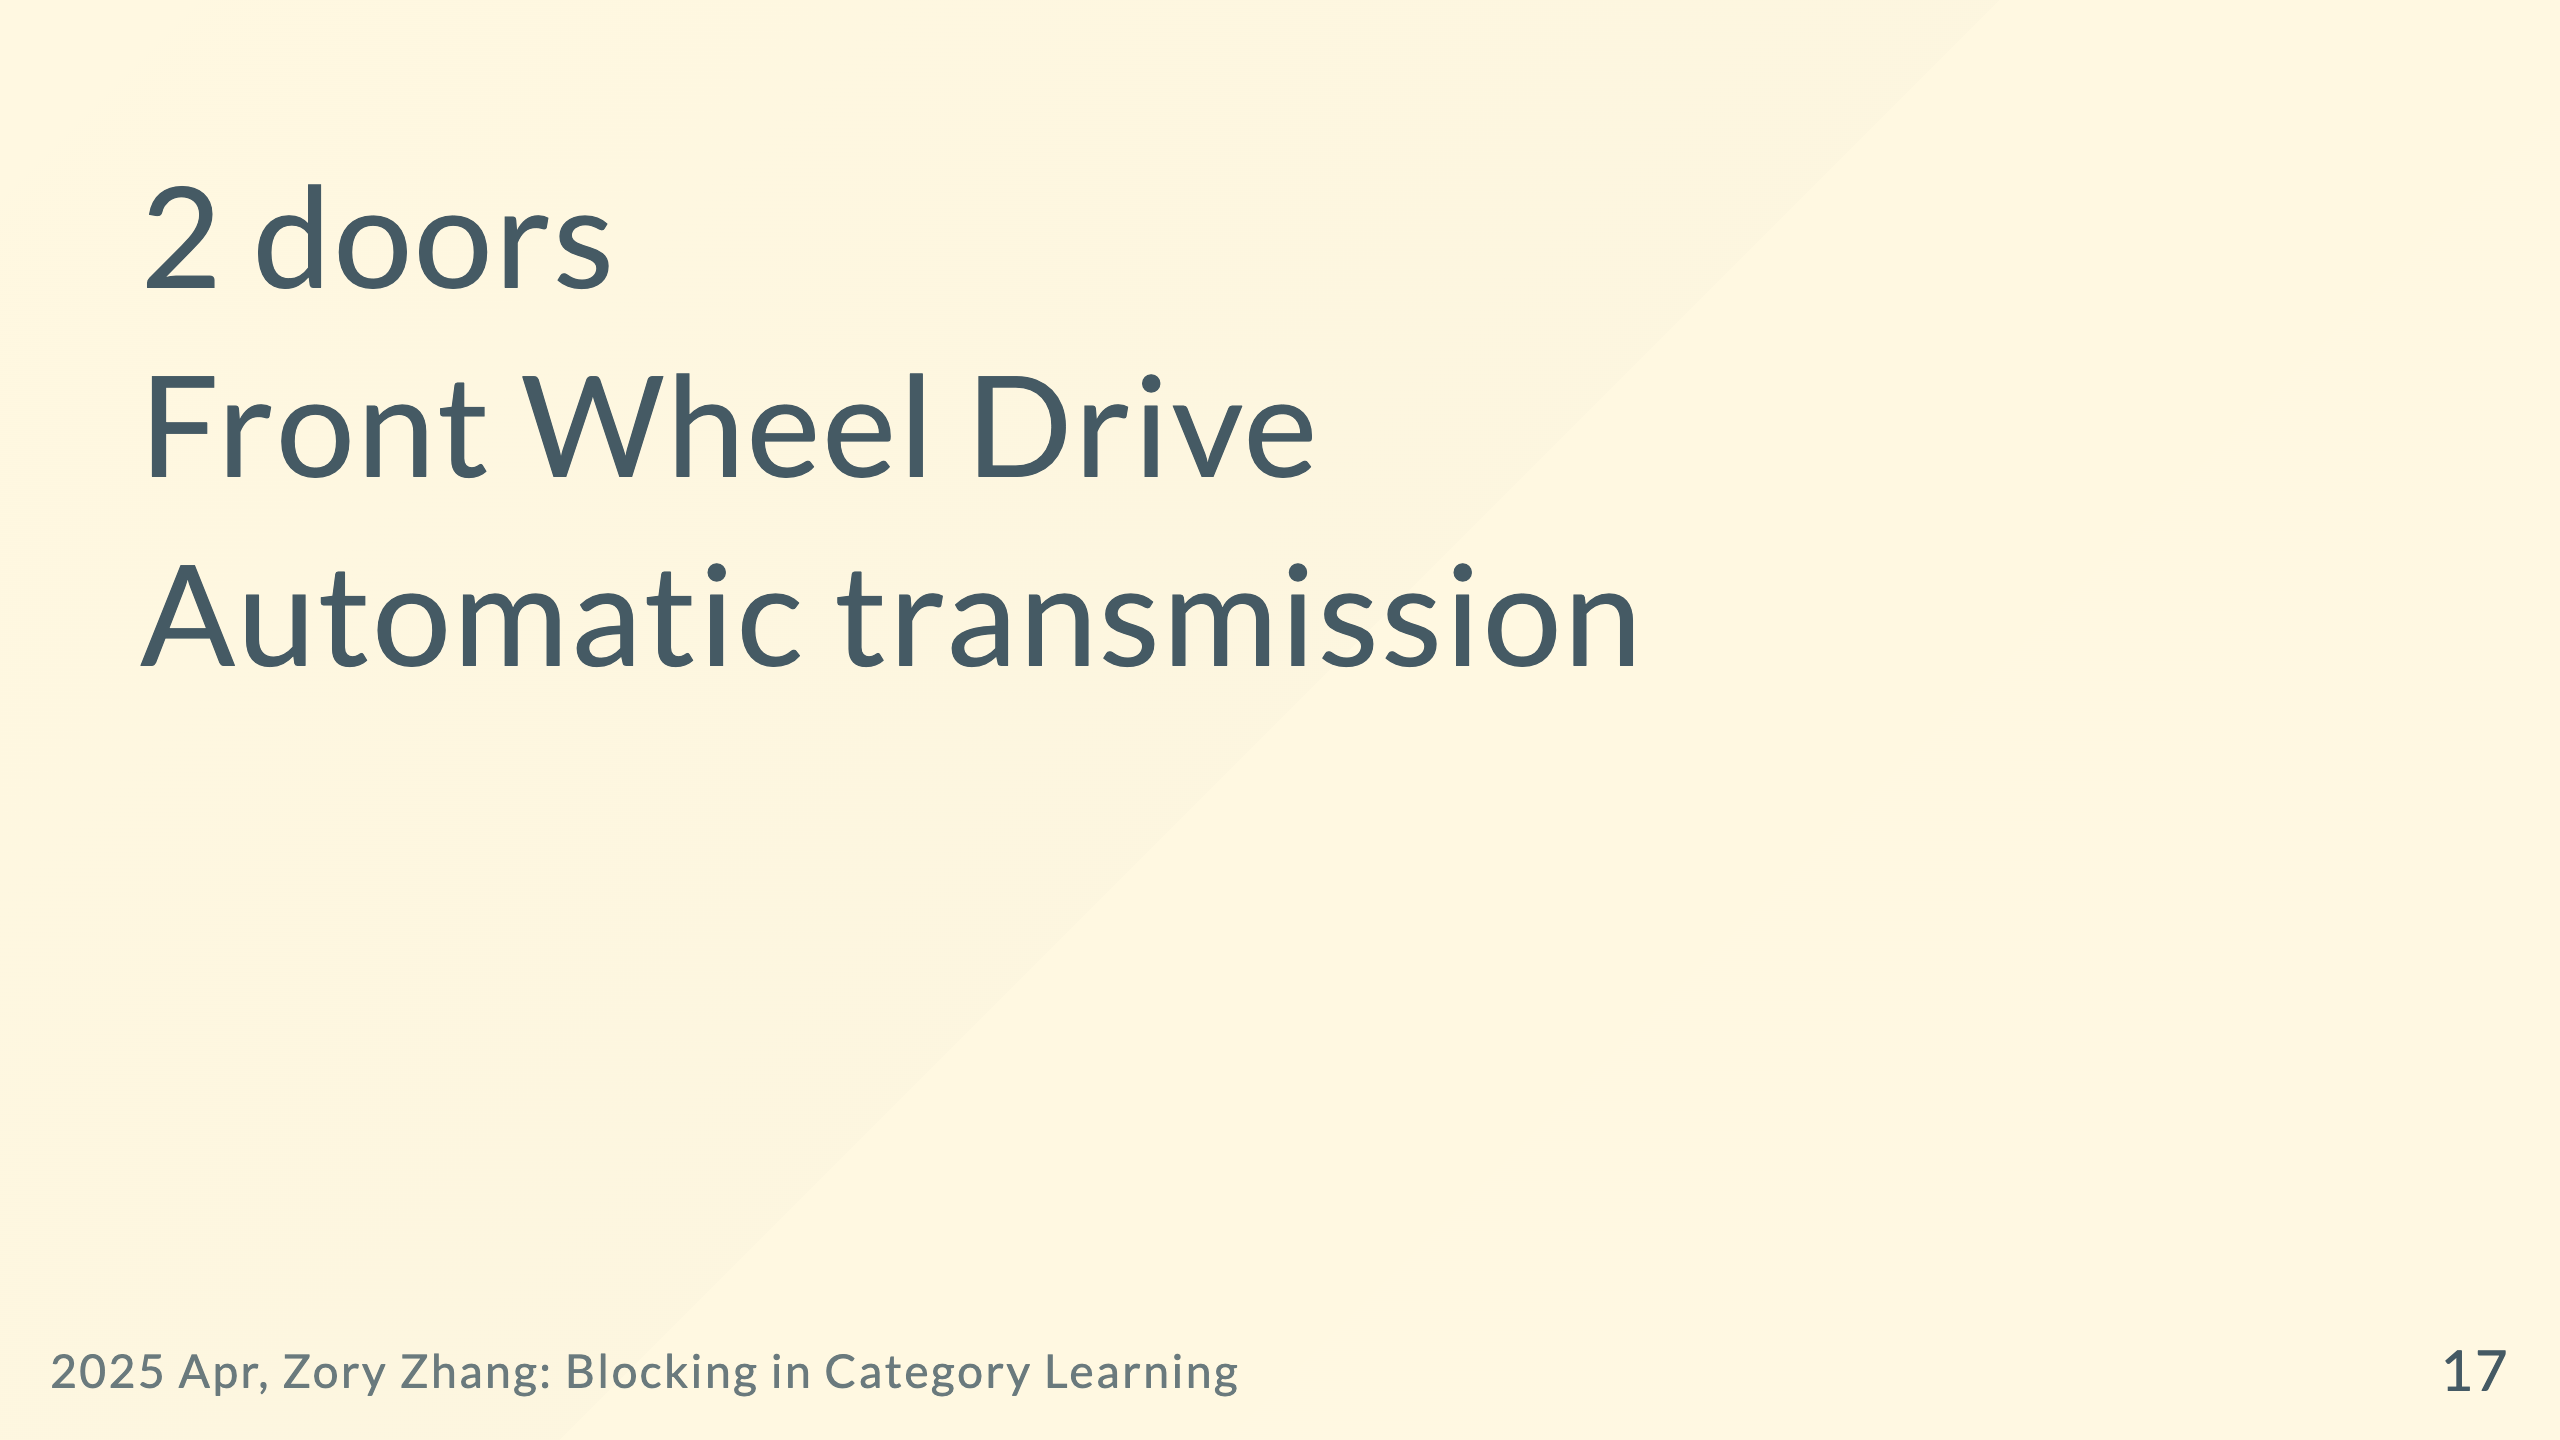 2 doors
Front Wheel Drive
Automatic transmission
2025 Apr, Zory Zhang: Blocking in Category Learning
17